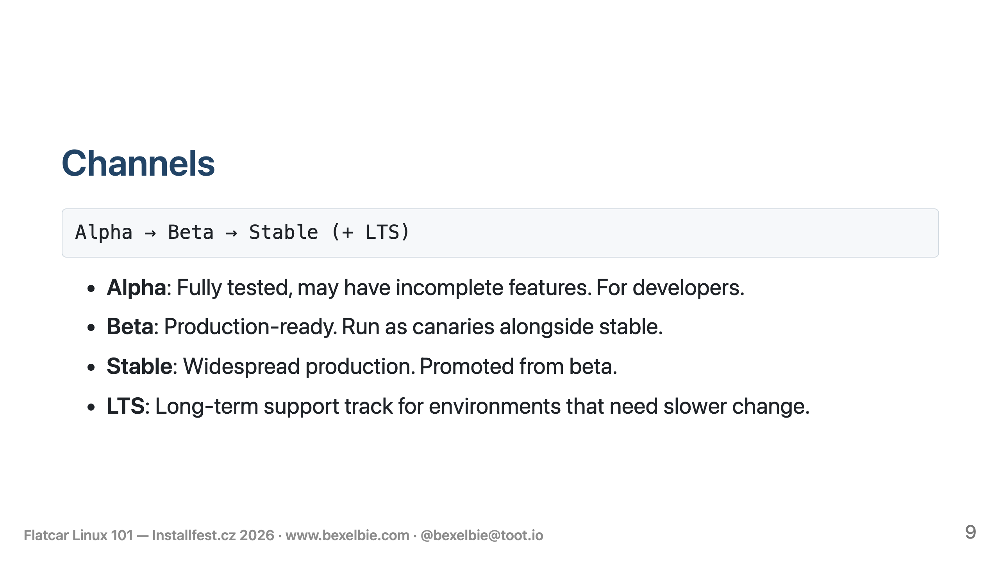 Channels
Alpha → Beta → Stable (+ LTS)
• Alpha: Fully tested, may have incomplete features. For developers.
• Beta: Production-ready. Run as canaries alongside stable.
• Stable: Widespread production. Promoted from beta.
• LTS: Long-term support track for environments that need slower change.
Flatcar Linux 101 — Installfest.cz 2026 · www.bexelbie.com · @bexelbie@toot.io
9